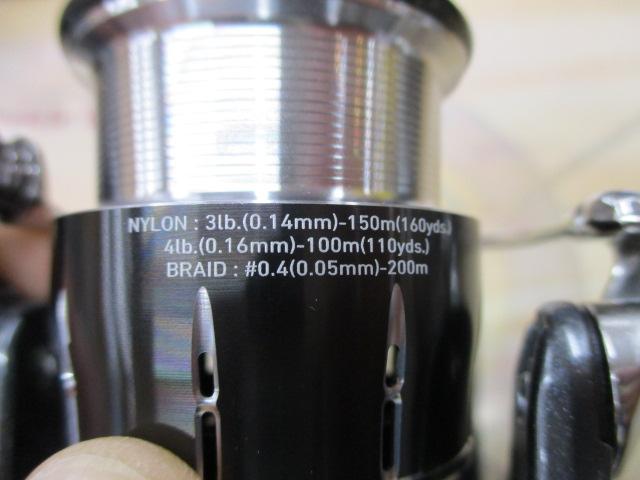 NYLON : 3lb.(0.14mm)-150m(160yds.)
4lb.(0.16mm)-100m(110yds.)
BRAID : #0.4(0.05mm)-200m